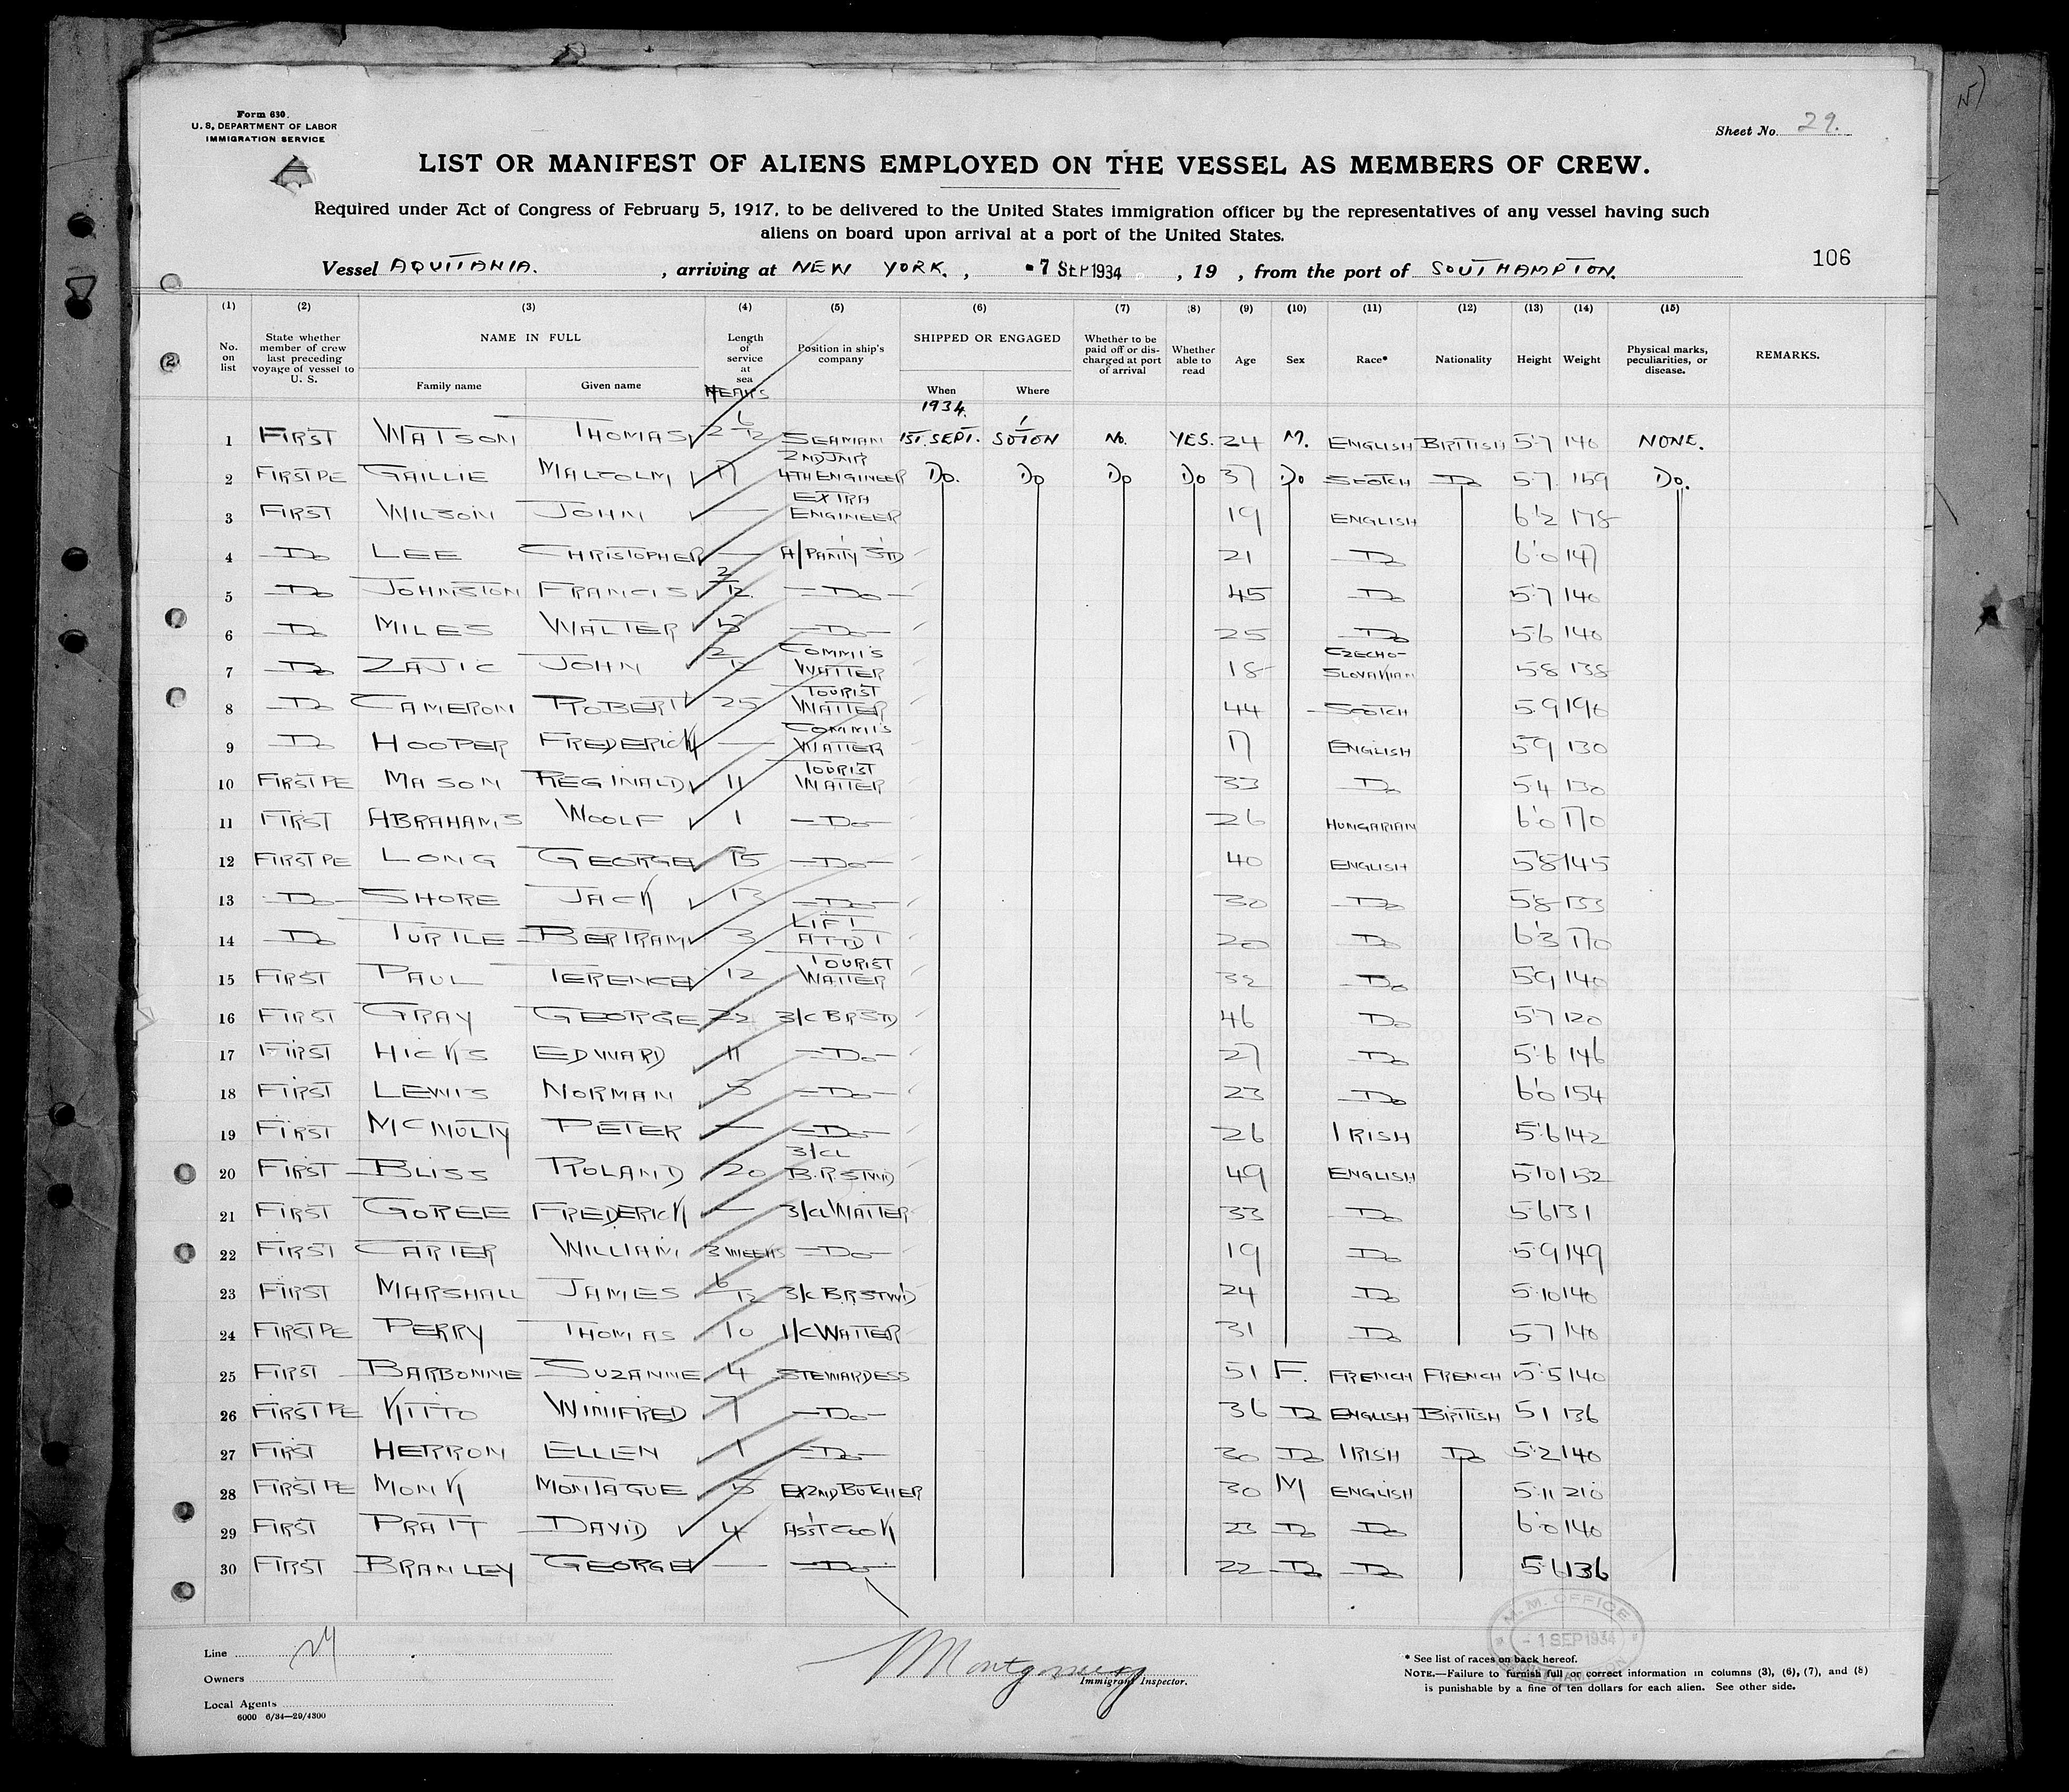 Form 630.
U. S. DEPARTMENT OF LABOR
IMMIGRATION SERVICE
Sheet No. 29.
LIST OR MANIFEST OF ALIENS EMPLOYED ON THE VESSEL AS MEMBERS OF CREW.
Required under Act of Congress of February 5, 1917, to be delivered to the United States immigration officer by the representatives of any vessel having such
aliens on board upon arrival at a port of the United States.
106
Vessel AQUITANIA. , arriving at NEW YORK. , -7 SEP 1934 , 19 , from the port of SOUTHAMPTON.
(1) (2) (3) (4) (5) (6) (7) (8) (9) (10) (11) (12) (13) (14) (15)
No. on list State whether member of crew last preceding voyage of vessel to U. S. NAME IN FULL Family name Given name Length of service at sea YEARS Position in ship's company SHIPPED OR ENGAGED When 1934. Where Whether to be paid off or discharged at port of arrival Whether able to read Age Sex Race* Nationality Height Weight Physical marks, peculiarities, or disease. REMARKS.
1 FIRST WATSON THOMAS 2 6/12 SEAMAN 1ST. SEPT. SOTON No. YES. 24 M. ENGLISH BRITISH 5'7 140 NONE.
2 FIRST PE GAILLIE MALCOLM 17 2ND JNR 4TH ENGINEER Do. Do Do Do 37 Do SCOTCH Do 5'7 159 Do.
3 FIRST WILSON JOHN — EXTRA ENGINEER 19 ENGLISH 6'2 178
4 Do LEE CHRISTOPHER — A/PANTY STD 21 Do 6'0 147
5 Do JOHNSTON FRANCIS 2/12 Do 45 Do 5'7 140
6 Do MILES WALTER Do 25 Do 5'6 140
7 Do ZAJIC JOHN 2/12 COMMIS WAITER 18 CZECHO-SLOVAKIAN 5'8 138
8 Do CAMERON ROBERT 25 TOURIST WAITER 44 SCOTCH 5'9 196
9 Do HOOPER FREDERICK — COMMIS WAITER 17 ENGLISH 5'9 130
10 FIRST PE MASON REGINALD 11 TOURIST WAITER 33 Do 5'4 130
11 FIRST ABRAHAMS WOOLF 1 Do 26 HUNGARIAN 6'0 170
12 FIRST PE LONG GEORGE 15 Do 40 ENGLISH 5'8 145
13 Do SHORE JACK 13 Do 30 Do 5'8 133
14 Do TURTLE BERTRAM 3 LIFT ATTDT 20 Do 6'3 170
15 FIRST PAUL TERENCE 12 TOURIST WAITER 32 Do 5'9 140
16 FIRST GRAY GEORGE 22 3/C BRSTD 46 Do 5'7 120
17 FIRST HICKS EDWARD 11 Do 27 Do 5'6 146
18 FIRST LEWIS NORMAN 5 Do 23 Do 6'0 154
19 FIRST MCNULTY PETER — Do 26 IRISH 5'6 142
20 FIRST BLISS ROLAND 20 3/CL B.R.STWD 49 ENGLISH 5'10 152
21 FIRST GOREE FREDERICK — 3/CL WAITER 33 Do 5'6 131
22 FIRST CARTER WILLIAM 3 WEEKS Do 19 Do 5'9 149
23 FIRST MARSHALL JAMES 6/12 3/C B.R.STWD 24 Do 5'10 140
24 FIRST PE PERRY THOMAS 10 1/C WAITER 31 Do 5'7 140
25 FIRST BARBONNE SUZANNE 4 STEWARDESS 51 F. FRENCH FRENCH 5'5 140
26 FIRST PE KITTO WINIFRED 7 Do 36 Do ENGLISH BRITISH 5'1 136
27 FIRST HERRON ELLEN 1 Do 30 Do IRISH Do 5'2 140
28 FIRST PE MONK MONTAGUE 5 EX 2ND BUTCHER 30 M ENGLISH 5'11 210
29 FIRST PRATT DAVID 4 ASST COOK 23 Do Do 6'0 140
30 FIRST BRAMLEY GEORGE — Do 22 Do Do 5'6 136
Line
Owners
Local Agents
6000 6/34—29/4300
Montgomery
Immigrant Inspector.
M. M. OFFICE
- 1 SEP 1934
SOUTHAMPTON
* See list of races on back hereof.
NOTE.—Failure to furnish full or correct information in columns (3), (6), (7), and (8)
is punishable by a fine of ten dollars for each alien. See other side.